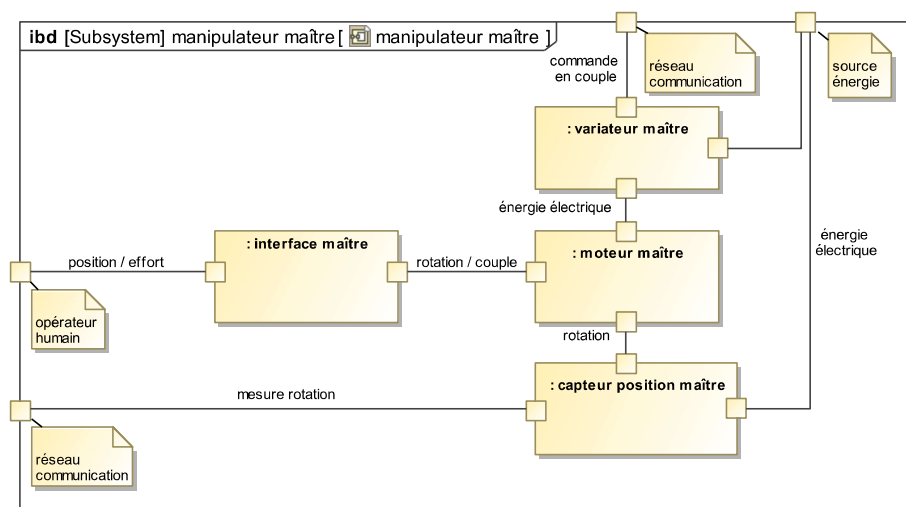 ibd [Subsystem] manipulateur maître [ manipulateur maître ]
commande
en couple
réseau
communication
source
énergie
: variateur maître
énergie électrique
énergie
électrique
: interface maître
: moteur maître
position / effort
rotation / couple
opérateur
humain
rotation
: capteur position maître
mesure rotation
réseau
communication